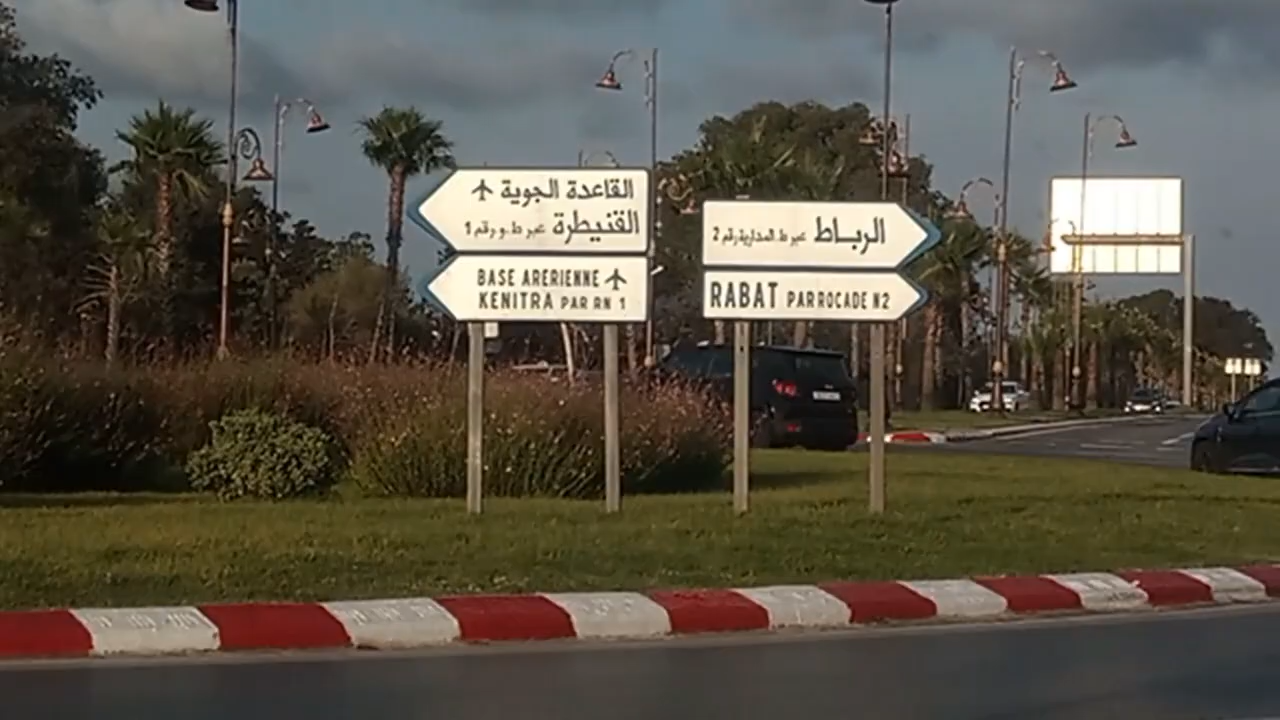 القاعدة الجوية
القنيطرة عبر ط.و رقم 1
BASE ARERIENNE
KENITRA PAR RN 1
الرباط عبر ط.المدارية رقم 2
RABAT PAR ROCADE N2